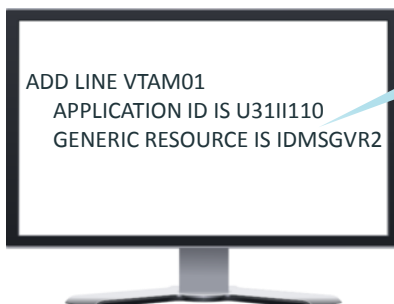 ADD LINE VTAM01
APPLICATION ID IS U31II110
GENERIC RESOURCE IS IDMSGVR2